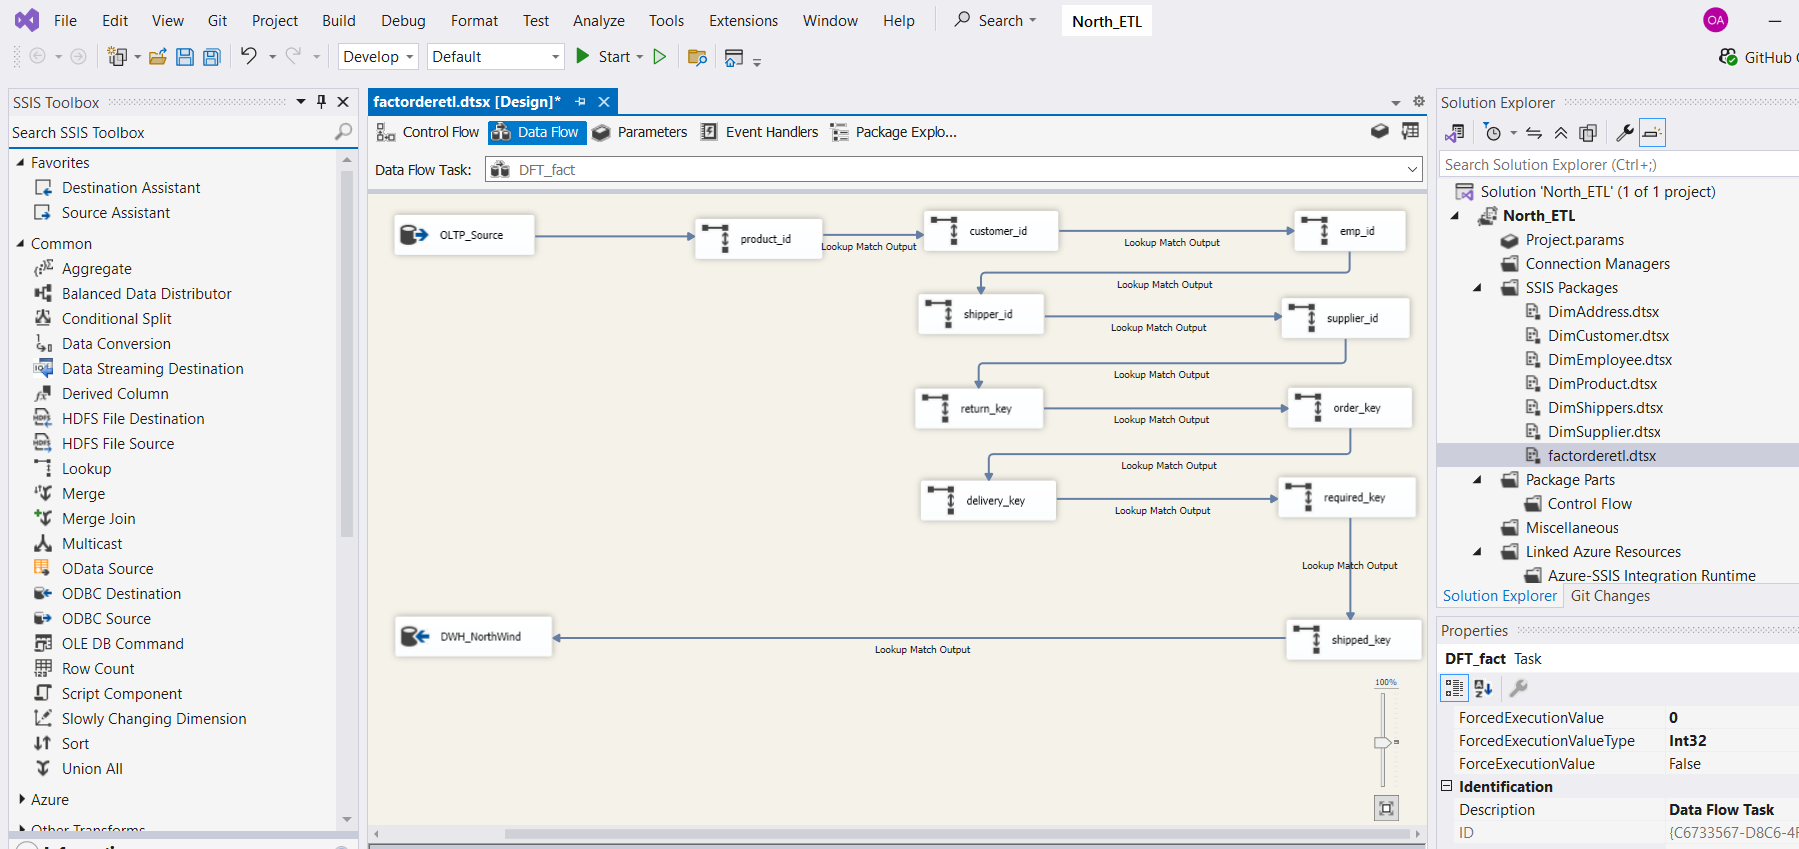 File Edit View Git Project Build Debug Format Test Analyze Tools Extensions Window Help Search North_ETL OA
Develop Default Start GitHub
SSIS Toolbox
Search SSIS Toolbox
Favorites
Destination Assistant
Source Assistant
Common
Aggregate
Balanced Data Distributor
Conditional Split
Data Conversion
Data Streaming Destination
Derived Column
HDFS File Destination
HDFS File Source
Lookup
Merge
Merge Join
Multicast
OData Source
ODBC Destination
ODBC Source
OLE DB Command
Row Count
Script Component
Slowly Changing Dimension
Sort
Union All
Azure
Other Transforms
factorderetl.dtsx [Design]*
Control Flow Data Flow Parameters Event Handlers Package Explo...
Data Flow Task: DFT_fact
OLTP_Source
product_id
Lookup Match Output
customer_id
Lookup Match Output
emp_id
Lookup Match Output
shipper_id
Lookup Match Output
supplier_id
Lookup Match Output
return_key
Lookup Match Output
order_key
Lookup Match Output
delivery_key
Lookup Match Output
required_key
Lookup Match Output
shipped_key
Lookup Match Output
DWH_NorthWind
100%
Solution Explorer
Search Solution Explorer (Ctrl+;)
Solution 'North_ETL' (1 of 1 project)
North_ETL
Project.params
Connection Managers
SSIS Packages
DimAddress.dtsx
DimCustomer.dtsx
DimEmployee.dtsx
DimProduct.dtsx
DimShippers.dtsx
DimSupplier.dtsx
factorderetl.dtsx
Package Parts
Control Flow
Miscellaneous
Linked Azure Resources
Azure-SSIS Integration Runtime
Solution Explorer Git Changes
Properties
DFT_fact Task
ForcedExecutionValue 0
ForcedExecutionValueType Int32
ForceExecutionValue False
Identification
Description Data Flow Task
ID {C6733567-D8C6-4